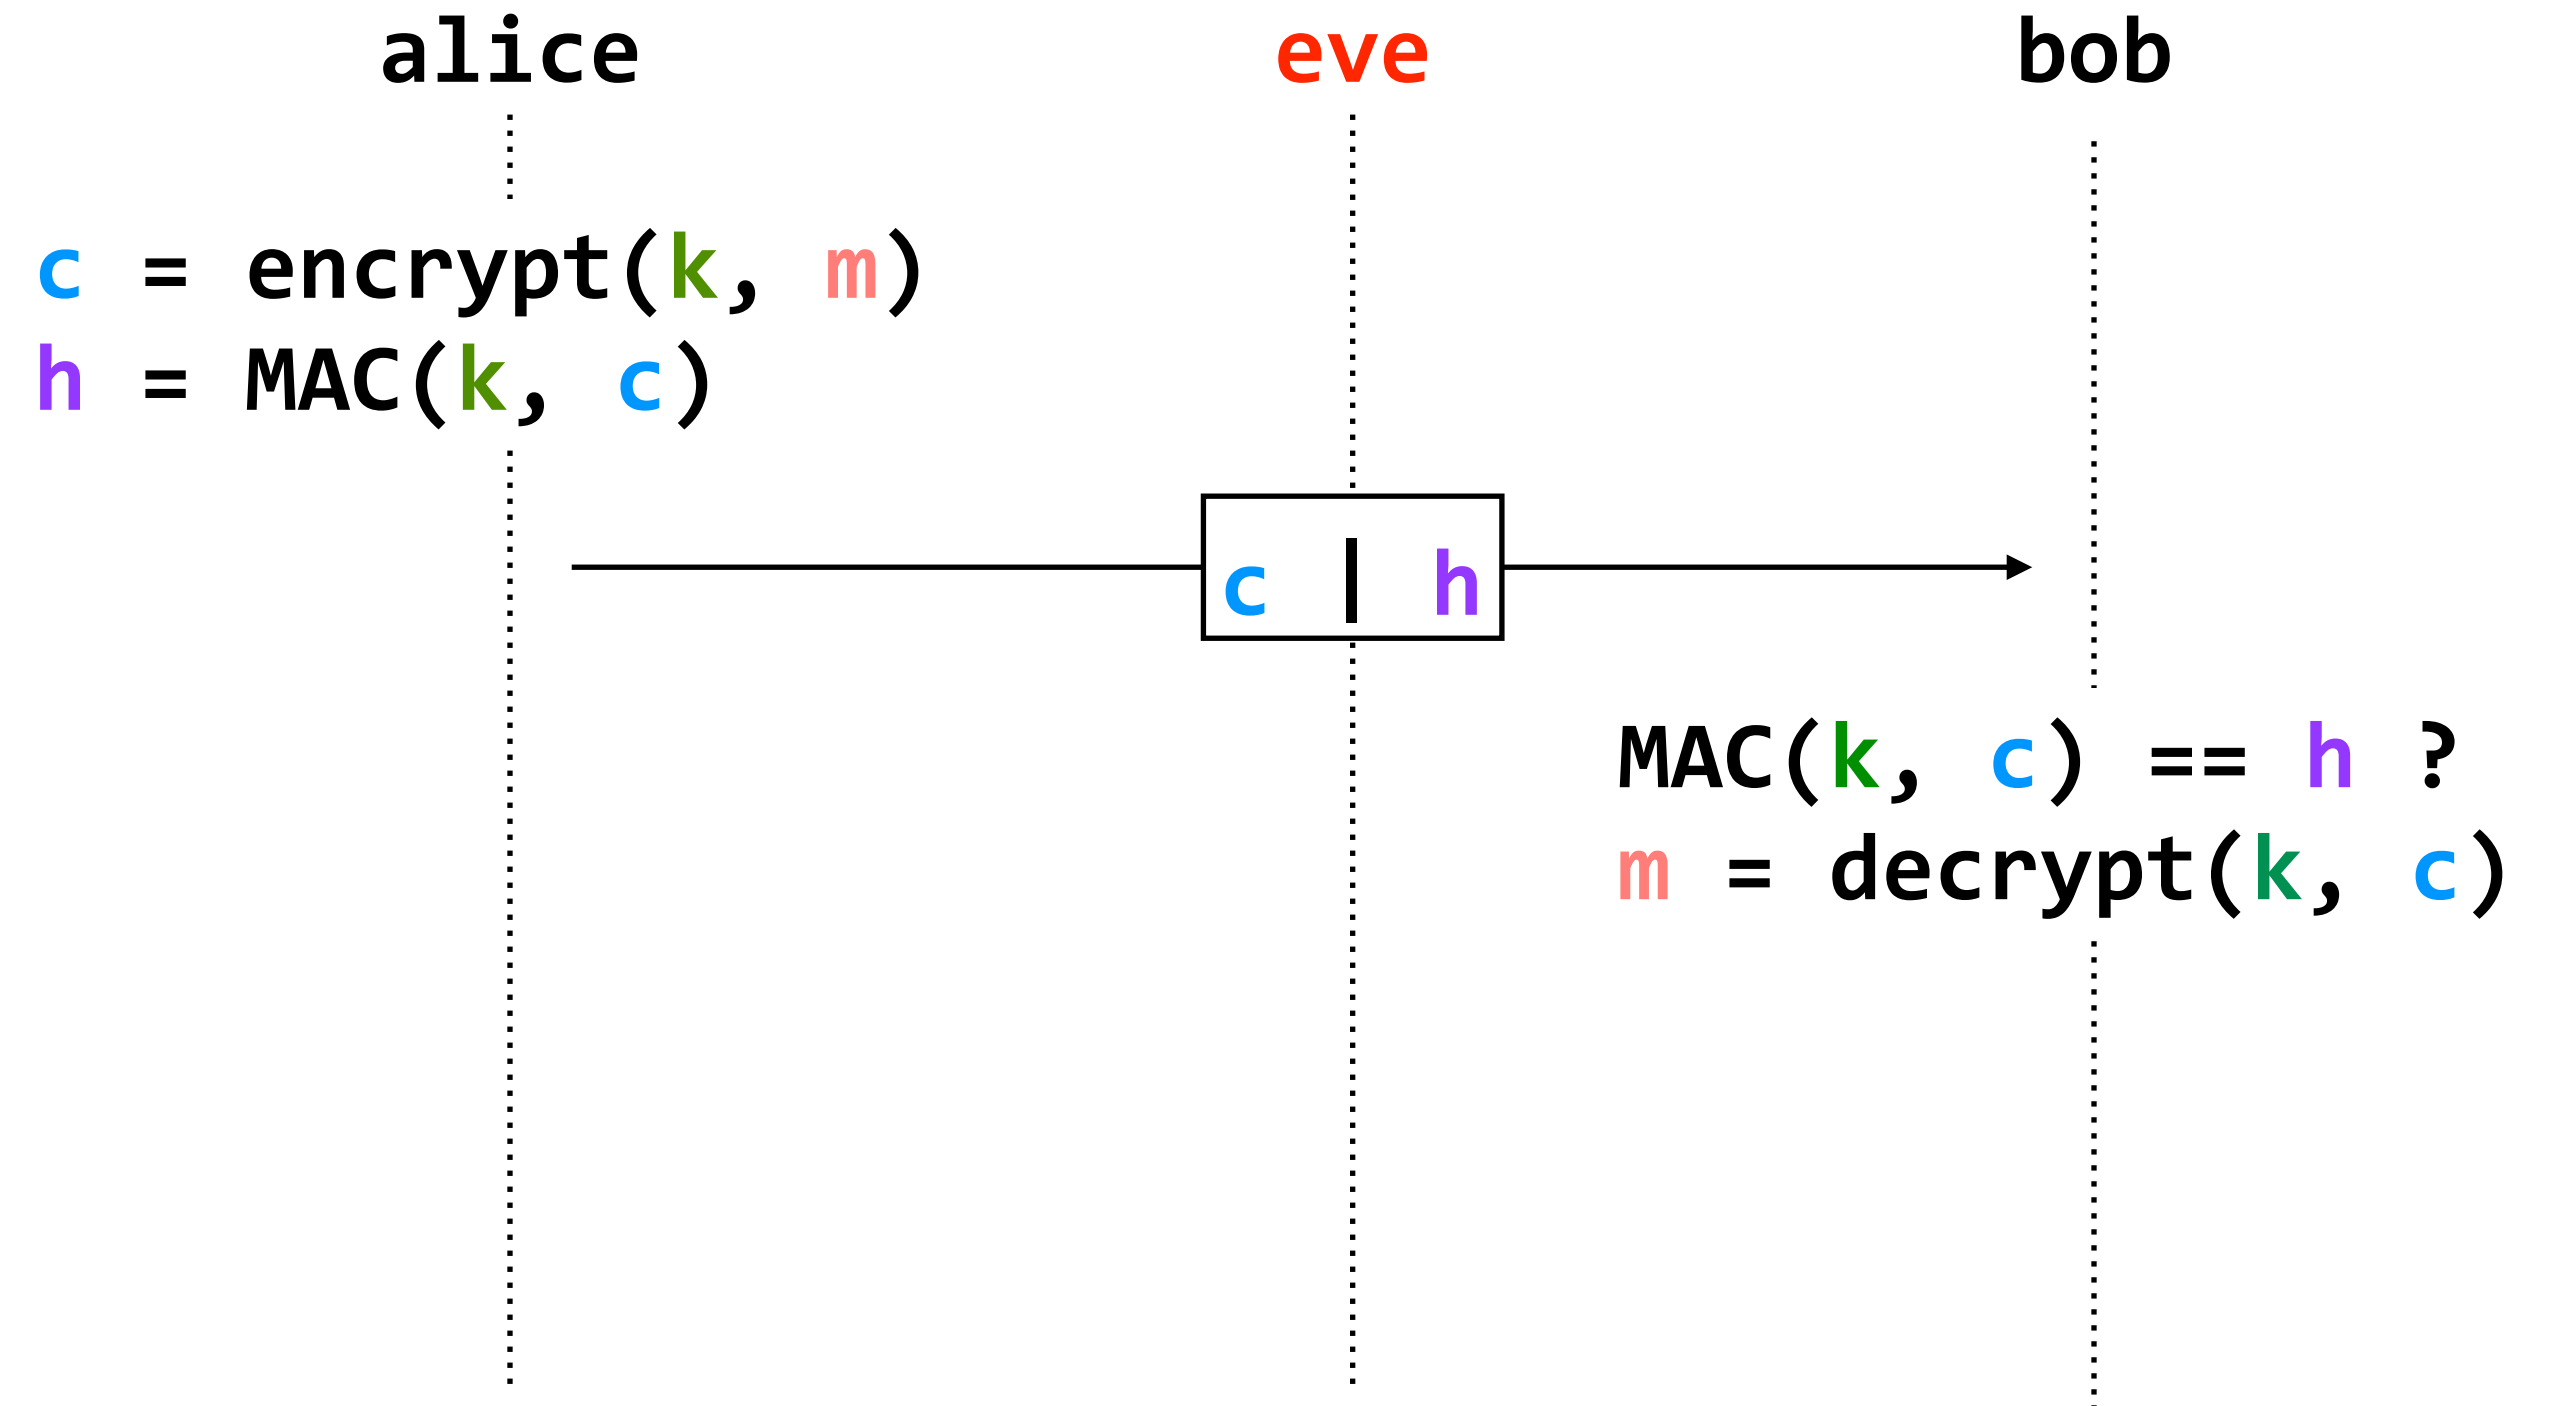 alice eve bob
c = encrypt(k, m)
h = MAC(k, c)
c | h
MAC(k, c) == h ?
m = decrypt(k, c)